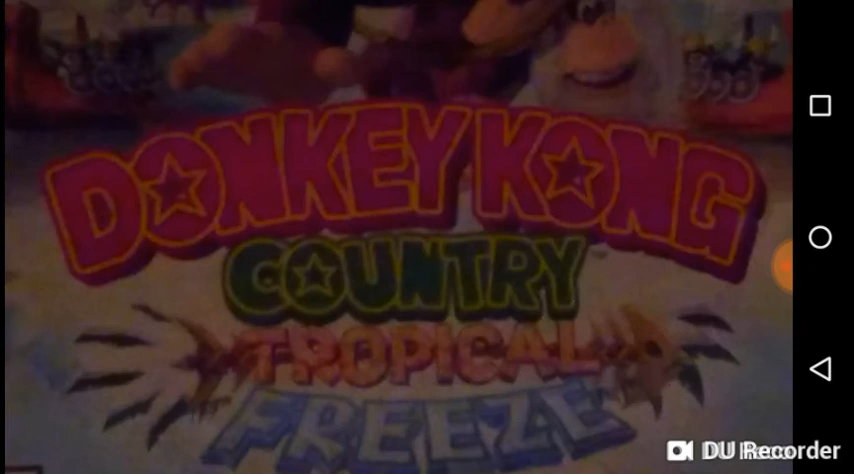 DONKEY KONG
COUNTRY
TROPICAL
FREEZE
DU Recorder